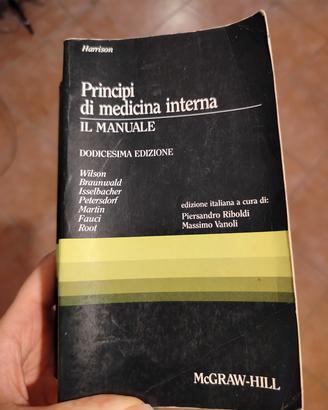 Harrison
Principi
di medicina interna
IL MANUALE
DODICESIMA EDIZIONE
Wilson
Braunwald
Isselbacher
Petersdorf
Martin
Fauci
Root
edizione italiana a cura di:
Piersandro Riboldi
Massimo Vanoli
McGRAW-HILL